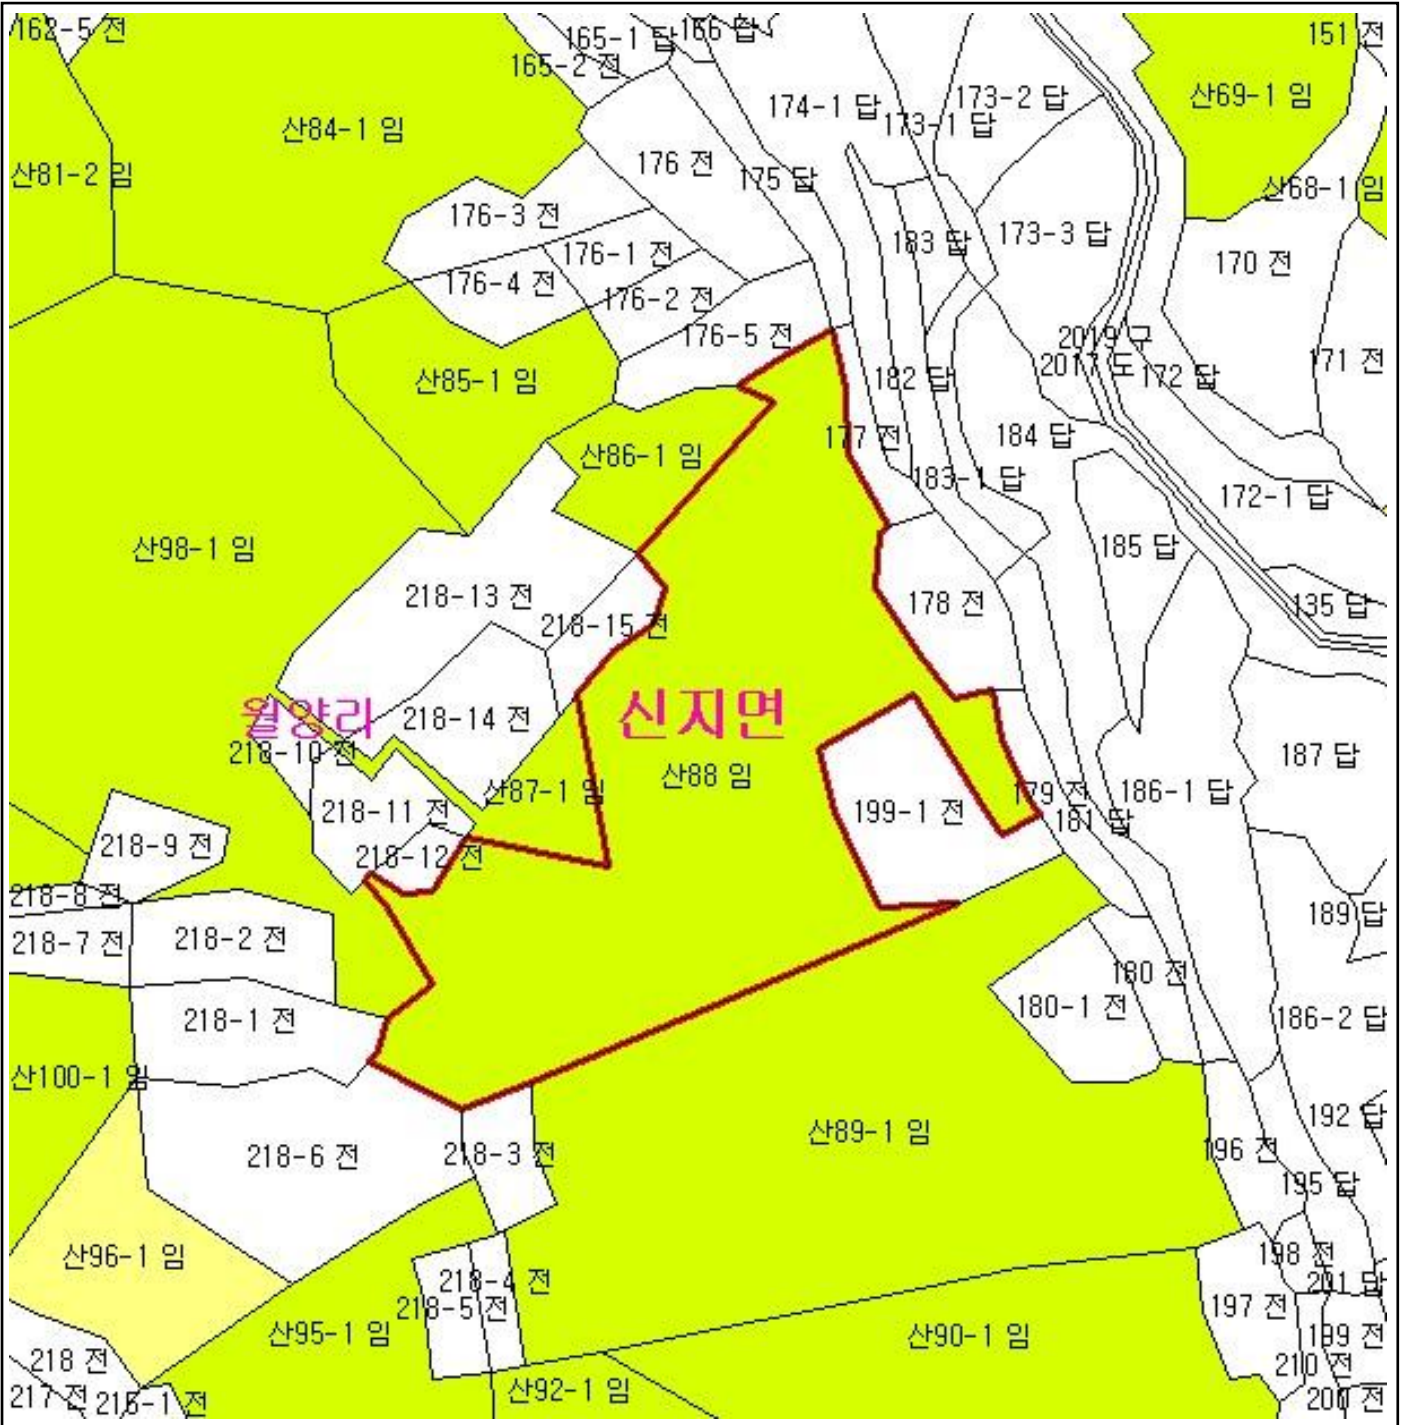 162-5 전
165-1 답
166 답
151 전
165-2 전
산69-1 임
173-2 답
174-1 답
173-1 답
산84-1 임
176 전
175 답
산81-2 임
산68-1 임
176-3 전
183 답
173-3 답
176-1 전
170 전
176-4 전
176-2 전
176-5 전
2019 구
2017 도
171 전
172 답
산85-1 임
182 답
177 전
184 답
산86-1 임
183-1 답
172-1 답
산98-1 임
185 답
218-13 전
178 전
135 답
218-15 전
월양리
신지면
218-14 전
218-10 전
187 답
산88 임
산87-1 임
179 전
186-1 답
218-11 전
199-1 전
181 답
218-9 전
218-12 전
218-8 전
189 답
218-7 전
218-2 전
180 전
180-1 전
218-1 전
186-2 답
산100-1 임
192 답
산89-1 임
218-6 전
218-3 전
196 전
195 답
산96-1 임
198 전
218-4 전
201 답
218-5 전
197 전
산95-1 임
산90-1 임
199 전
218 전
210 전
산92-1 임
217 전
200 전